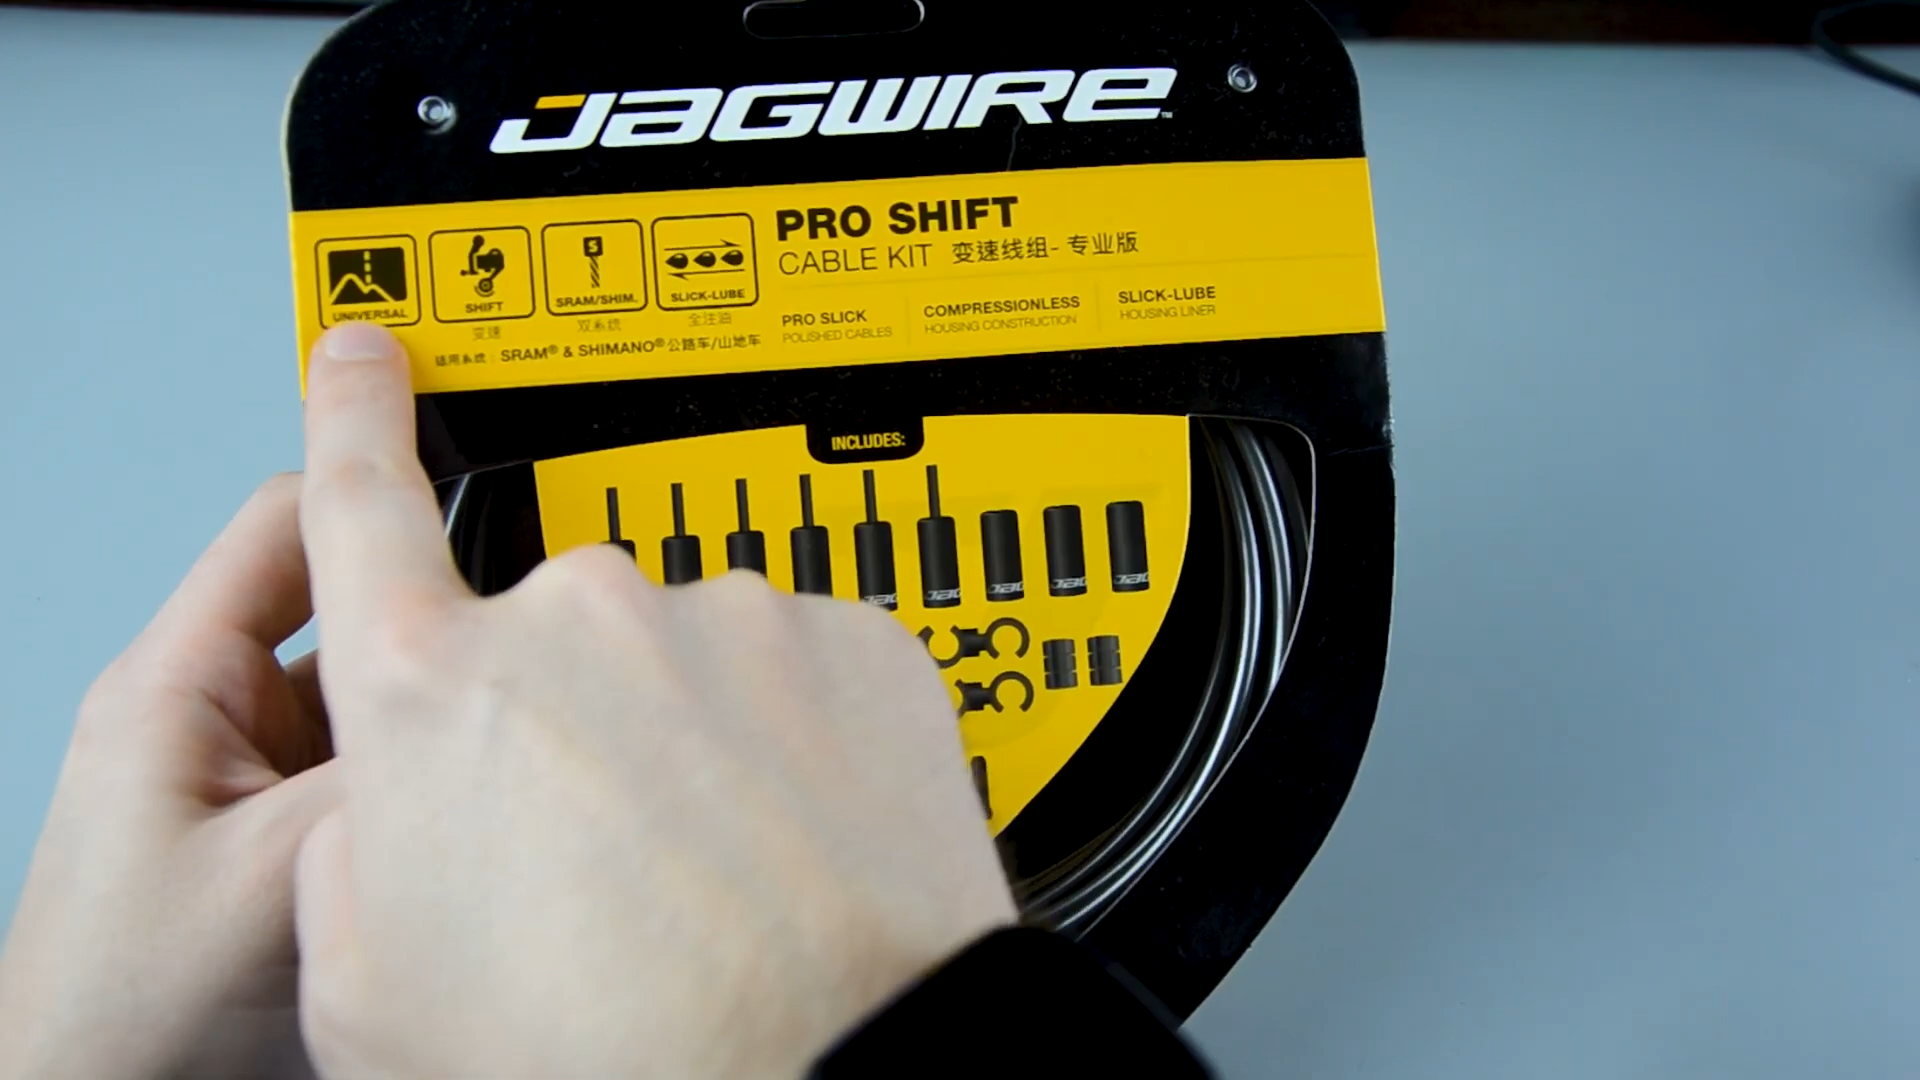 JAGWIRE™
PRO SHIFT
CABLE KIT 变速线组- 专业版
UNIVERSAL
SHIFT
变速
S
SRAM/SHIM.
双系统
SLICK-LUBE
全注油
SRAM® & SHIMANO® 公路车/山地车
PRO SLICK
POLISHED CABLES
COMPRESSIONLESS
HOUSING CONSTRUCTION
SLICK-LUBE
HOUSING LINER
INCLUDES: